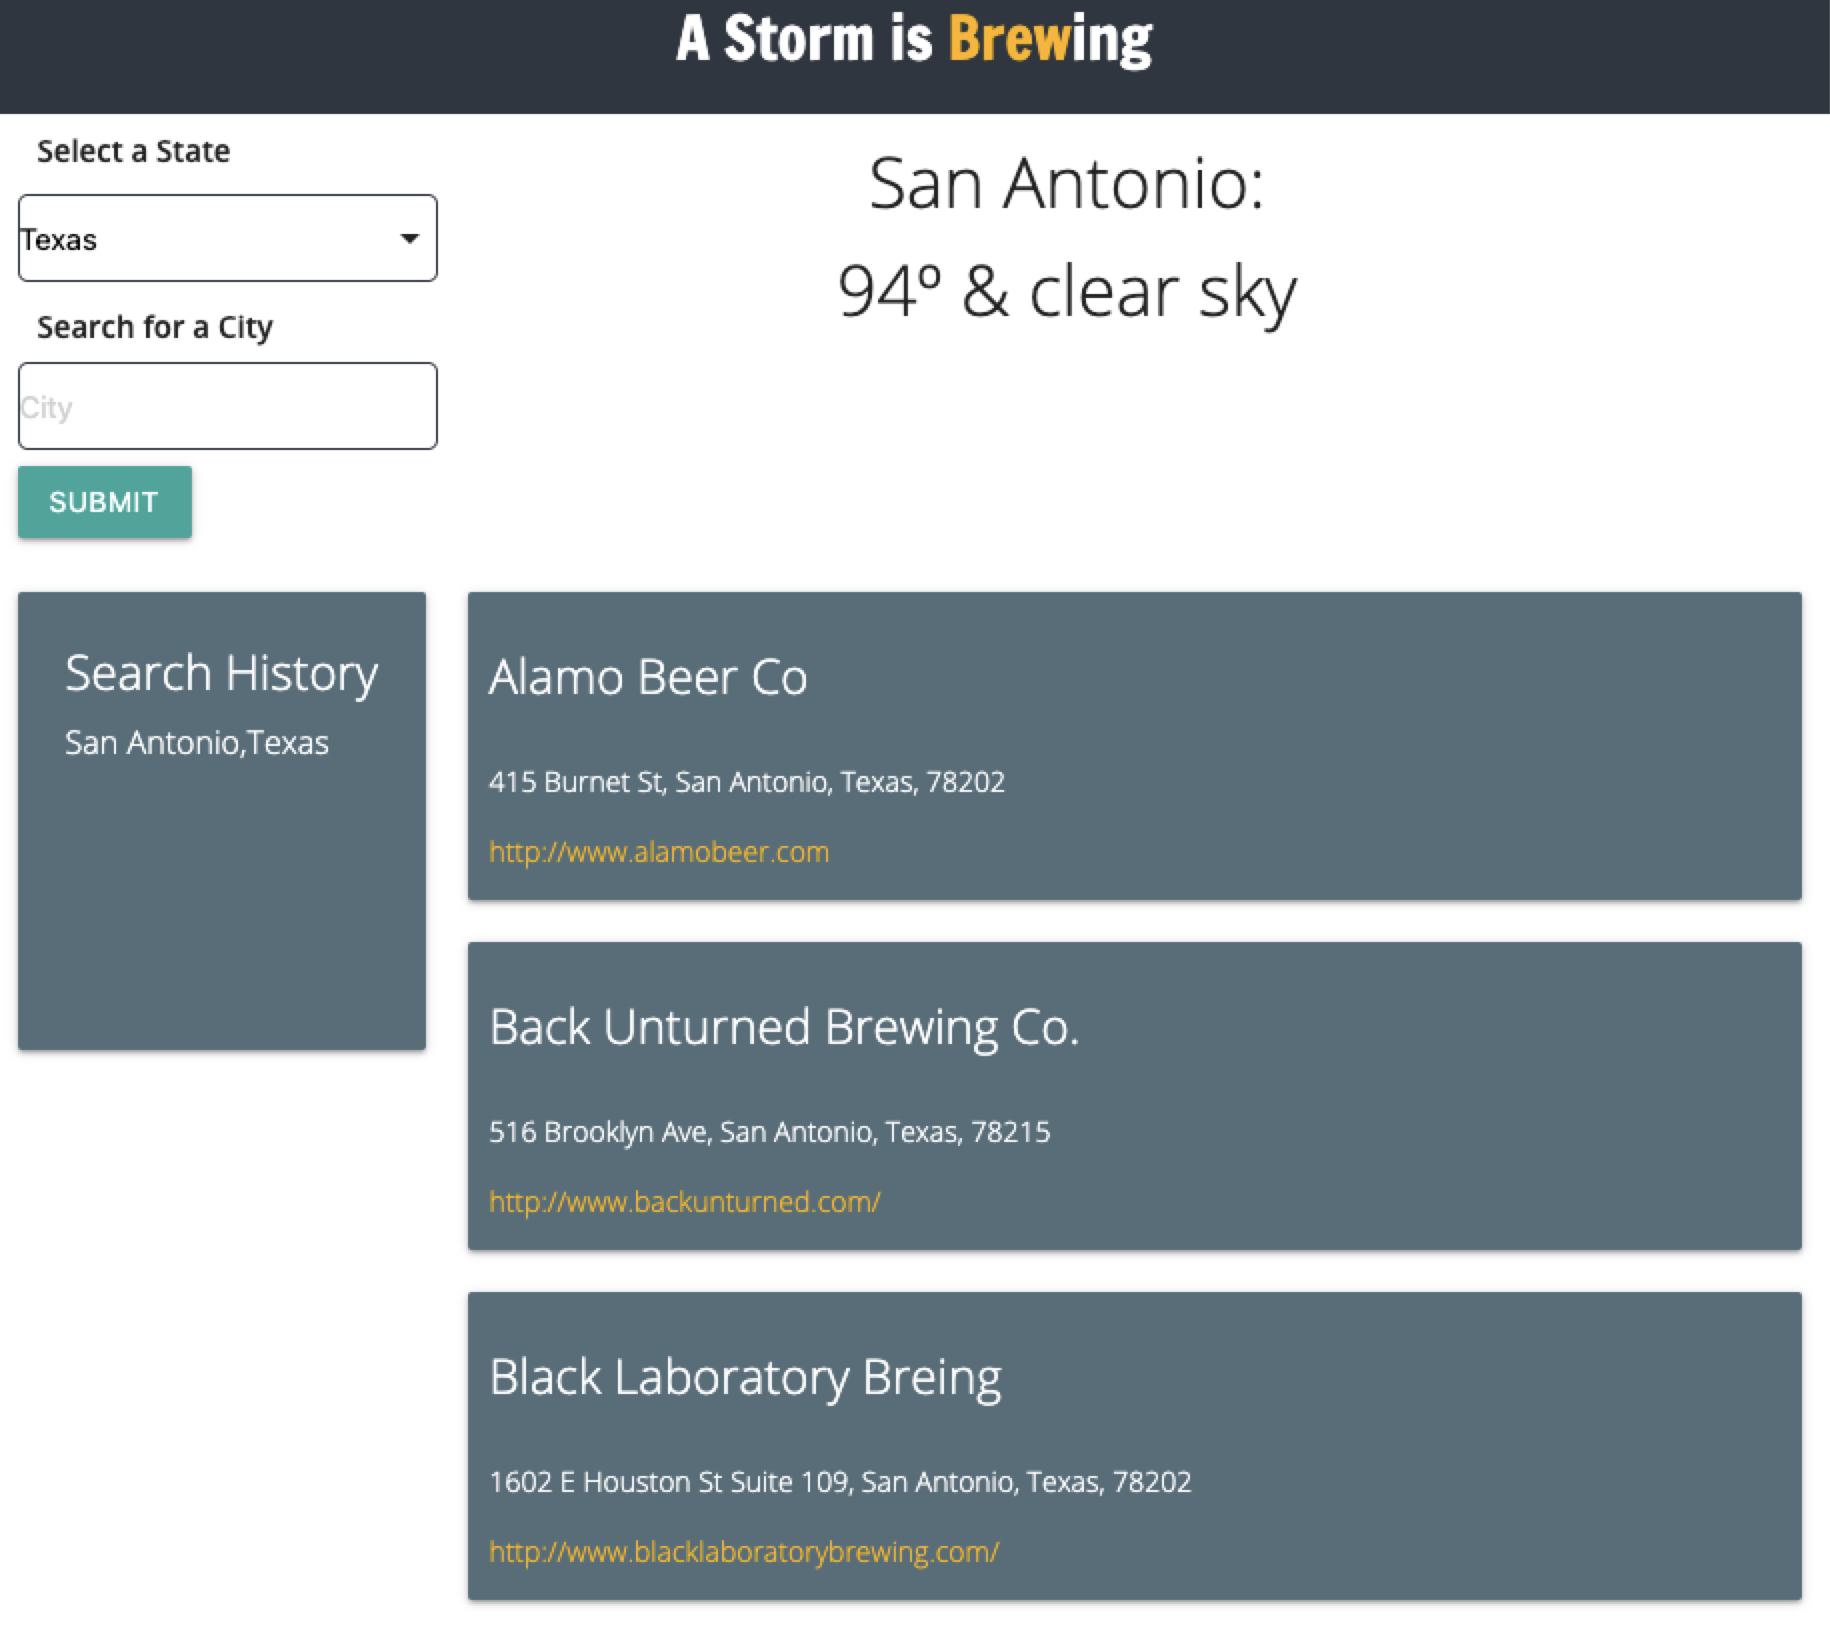 A Storm is Brewing
Select a State
Texas
Search for a City
City
SUBMIT
San Antonio:
94º & clear sky
Search History
San Antonio,Texas
Alamo Beer Co
415 Burnet St, San Antonio, Texas, 78202
http://www.alamobeer.com
Back Unturned Brewing Co.
516 Brooklyn Ave, San Antonio, Texas, 78215
http://www.backunturned.com/
Black Laboratory Breing
1602 E Houston St Suite 109, San Antonio, Texas, 78202
http://www.blacklaboratorybrewing.com/